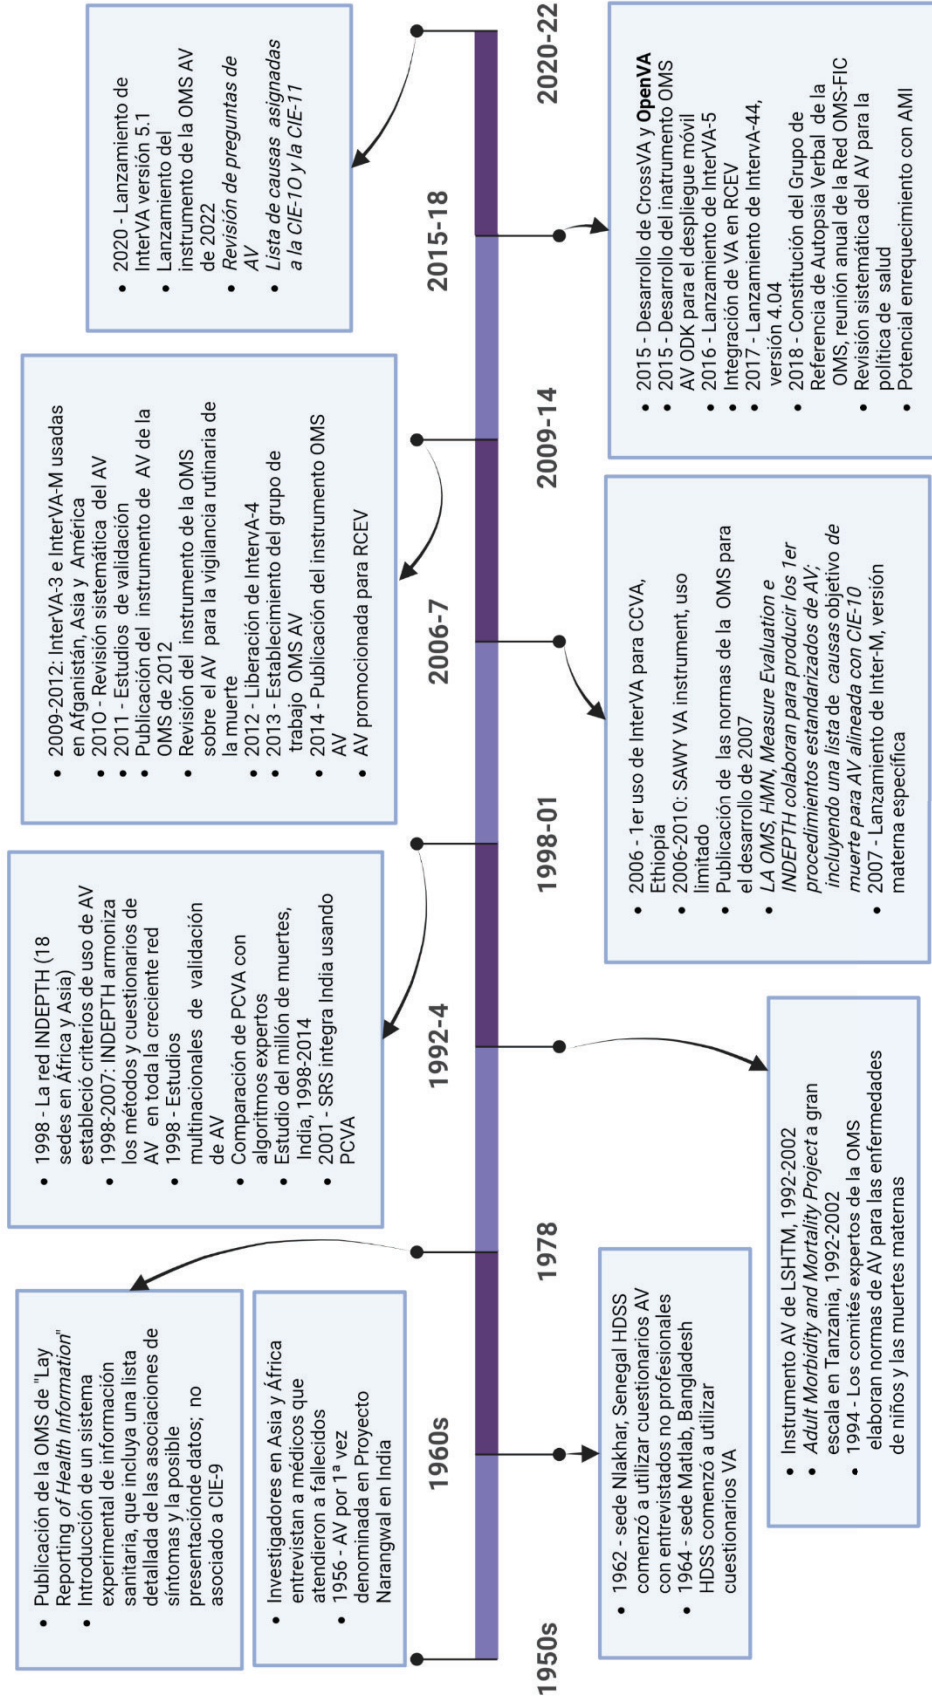 Publicación de la OMS de "Lay
Reporting of Health Information"
Introducción de un sistema
experimental de información
sanitaria, que incluya una lista
detallada de las asociaciones de
síntomas y la posible
presentaciónde datos; no
asociado a CIE-9
Investigadores en Asia y África
entrevistan a médicos que
atendieron a fallecidos
1956 - AV por 1ª vez
denominada en Proyecto
Narangwal en India
1998 - La red INDEPTH (18
sedes en África y Asia)
estableció criterios de uso de AV
1998-2007: INDEPTH armoniza
los métodos y cuestionarios de
AV en toda la creciente red
1998 - Estudios
multinacionales de validación
de AV
Comparación de PCVA con
algoritmos expertos
Estudio del millón de muertes,
India, 1998-2014
2001 - SRS integra India usando
PCVA
2009-2012: InterVA-3 e InterVA-M usadas
en Afganistán, Asia y América
2010 - Revisión sistemática del AV
2011 - Estudios de validación
Publicación del instrumento de AV de la
OMS de 2012
Revisión del instrumento de la OMS
sobre el AV para la vigilancia rutinaria de
la muerte
2012 - Liberación de IntervA-4
2013 - Establecimiento del grupo de
trabajo OMS AV
2014 - Publicación del instrumento OMS
AV
AV promocionada para RCEV
2020 - Lanzamiento de
InterVA versión 5.1
Lanzamiento del
instrumento de la OMS AV
de 2022
Revisión de preguntas de
AV
Lista de causas asignadas
a la CIE-10 y la CIE-11
1950s
1960s
1978
1992-4
1998-01
2006-7
2009-14
2015-18
2020-22
1962 - sede Nlakhar, Senegal HDSS
comenzó a utilizar cuestionarios AV
con entrevistados no profesionales
1964 - sede Matlab, Bangladesh
HDSS comenzó a utilizar
cuestionarios VA
Instrumento AV de LSHTM, 1992-2002
Adult Morbidity and Mortality Project a gran
escala en Tanzania, 1992-2002
1994 - Los comités expertos de la OMS
elaboran normas de AV para las enfermedades
de niños y las muertes maternas
2006 - 1er uso de InterVA para CCVA,
Ethiopía
2006-2010: SAWY VA instrument, uso
limitado
Publicación de las normas de la OMS para
el desarrollo de 2007
LA OMS, HMN, Measure Evaluation e
INDEPTH colaboran para producir los 1er
procedimientos estandarizados de AV;
incluyendo una lista de causas objetivo de
muerte para AV alineada con CIE-10
2007 - Lanzamiento de Inter-M, versión
materna específica
2015 - Desarrollo de CrossVA y OpenVA
2015 - Desarrollo del instrumento OMS
AV ODK para el despliegue móvil
2016 - Lanzamiento de InterVA-5
Integración de VA en RCEV
2017 - Lanzamiento de IntervA-44,
versión 4.04
2018 - Constitución del Grupo de
Referencia de Autopsia Verbal de la
OMS, reunión anual de la Red OMS-FIC
Revisión sistemática del AV para la
política de salud
Potencial enrequecimiento con AMI